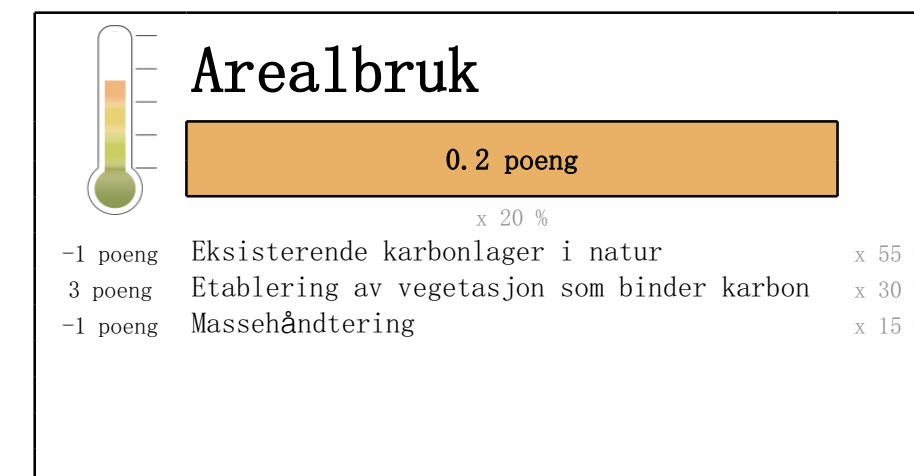 Arealbruk
0.2 poeng
x 20 %
-1 poeng Eksisterende karbonlager i natur x 55
3 poeng Etablering av vegetasjon som binder karbon x 30
-1 poeng Massehåndtering x 15